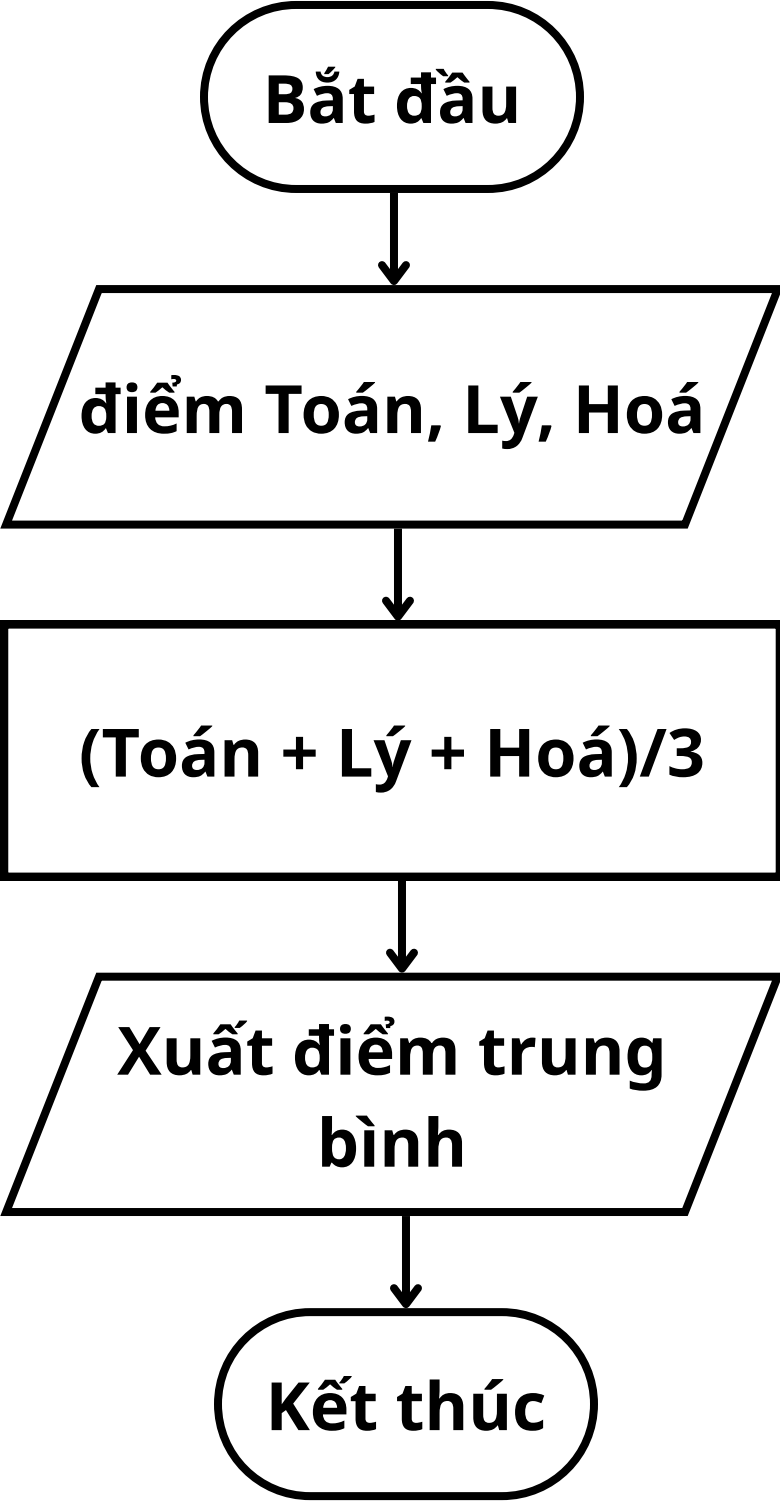 Bắt đầu
điểm Toán, Lý, Hoá
(Toán + Lý + Hoá)/3
Xuất điểm trung
bình
Kết thúc